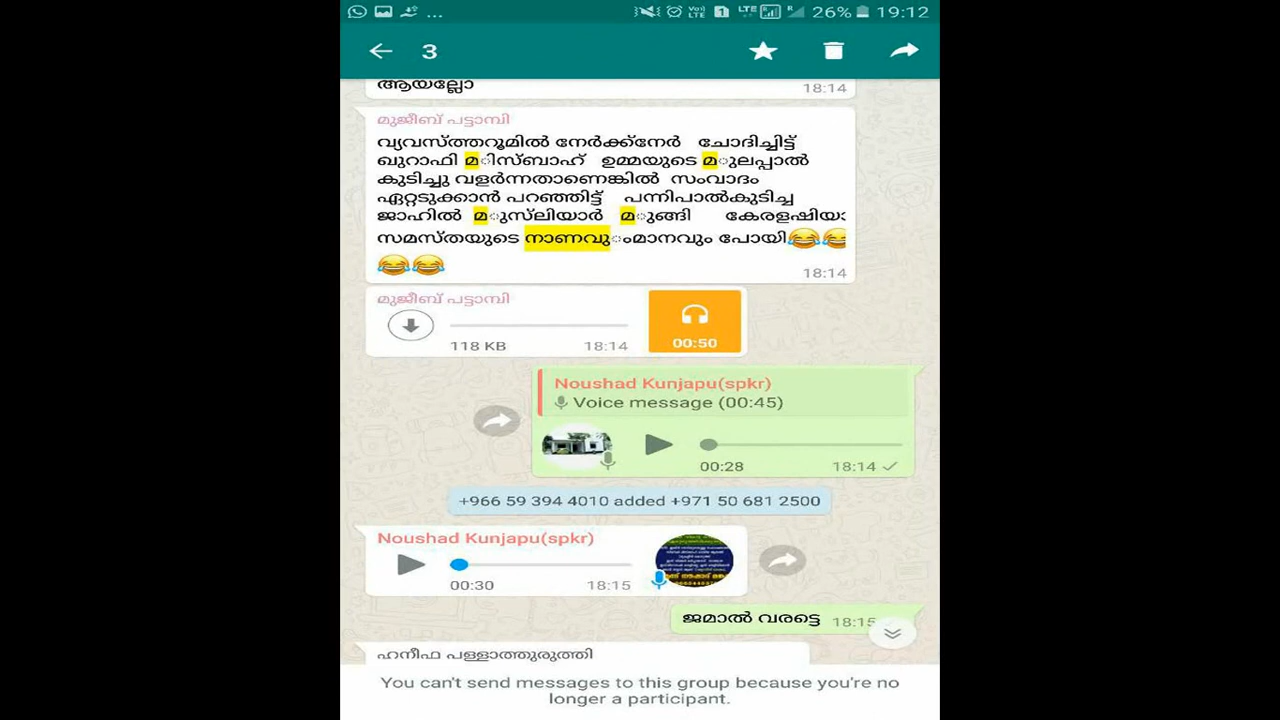 ... 26% 19:12
3
ആയല്ലോ
18:14
മുജീബ് പട്ടാമ്പി
വ്യവസ്ത്തറൂമിൽ നേർക്ക്നേർ ചോദിച്ചിട്ട്
ഖുറാഫി മിസ്ബാഹ് ഉമ്മയുടെ മുലപ്പാൽ
കുടിച്ചു വളർന്നതാണെങ്കിൽ സംവാദം
ഏറ്റടുക്കാൻ പറഞ്ഞിട്ട് പന്നിപാൽകുടിച്ച
ജാഹിൽ മുസ്ലിയാർ മുങ്ങി കേരളഷിയാ
സമസ്തയുടെ നാണവുംമാനവും പോയി😂😂
😂😂
18:14
മുജീബ് പട്ടാമ്പി
118 KB 18:14 00:50
Noushad Kunjapu(spkr)
Voice message (00:45)
00:28 18:14
+966 59 394 4010 added +971 50 681 2500
Noushad Kunjapu(spkr)
00:30 18:15
ജമാൽ വരട്ടെ 18:15
ഹനീഫ പള്ളാത്തുരുത്തി
You can't send messages to this group because you're no
longer a participant.